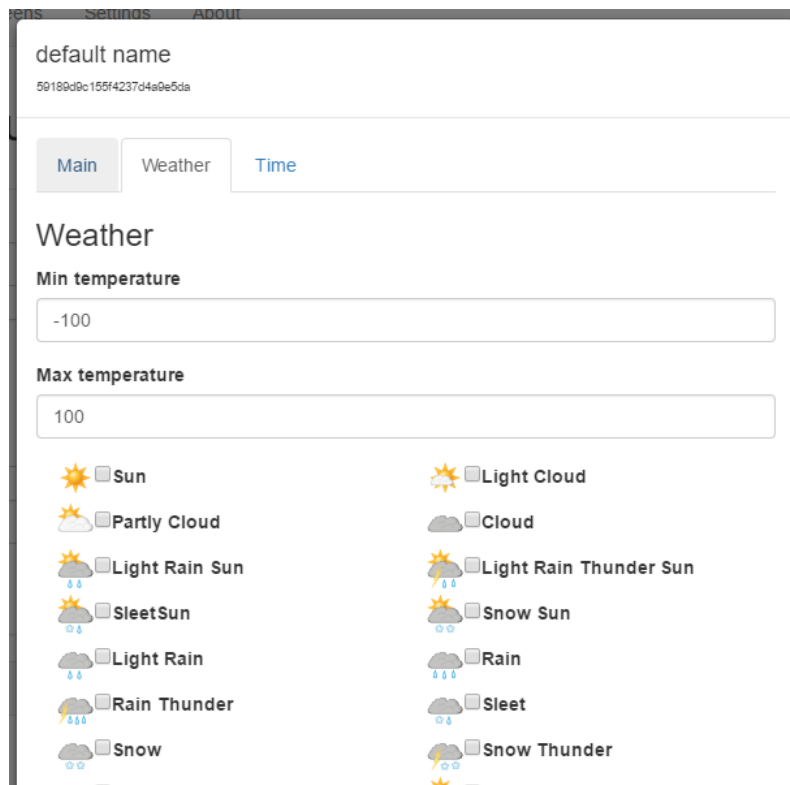 Settings About
default name
59189d9c155f4237d4a9e5da
Main Weather Time
Weather
Min temperature
-100
Max temperature
100
Sun Light Cloud
Partly Cloud Cloud
Light Rain Sun Light Rain Thunder Sun
SleetSun Snow Sun
Light Rain Rain
Rain Thunder Sleet
Snow Snow Thunder